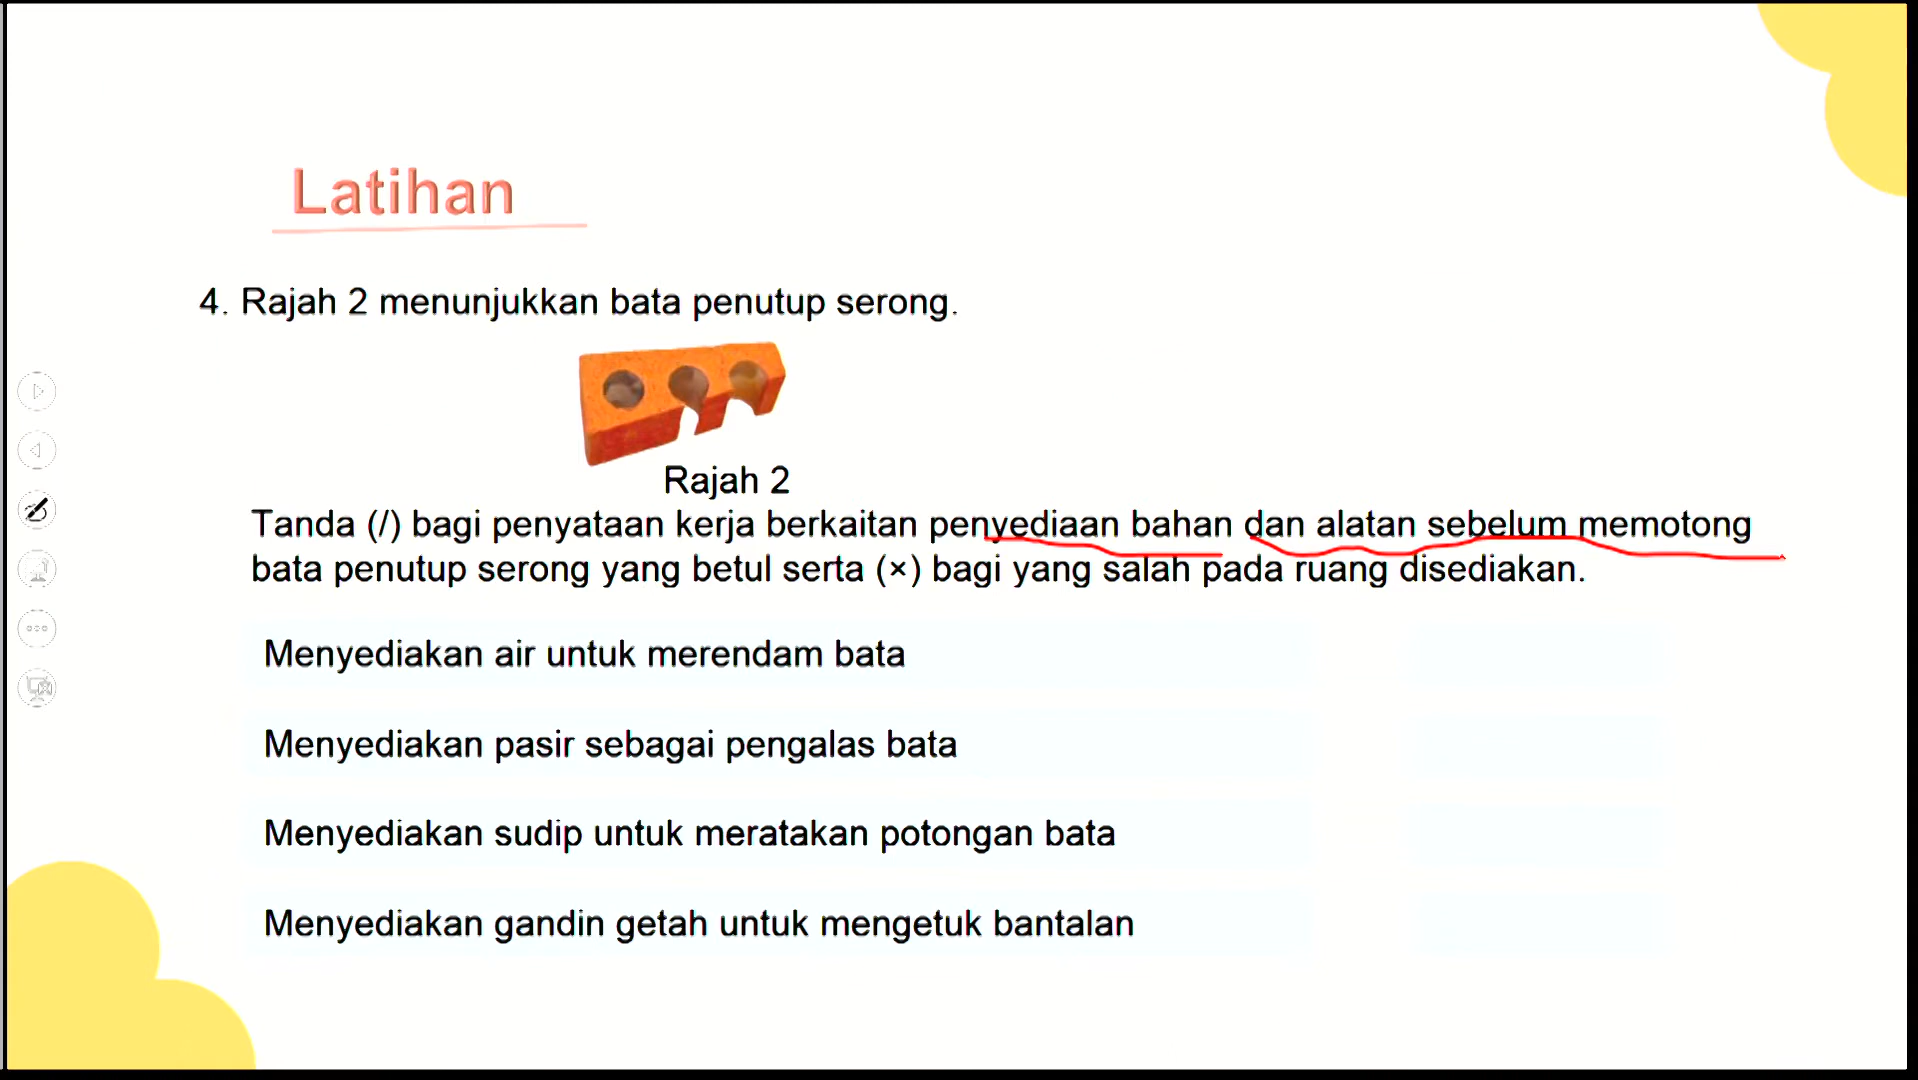 Latihan
4. Rajah 2 menunjukkan bata penutup serong.
Rajah 2
Tanda (/) bagi penyataan kerja berkaitan penyediaan bahan dan alatan sebelum memotong
bata penutup serong yang betul serta (×) bagi yang salah pada ruang disediakan.
Menyediakan air untuk merendam bata
Menyediakan pasir sebagai pengalas bata
Menyediakan sudip untuk meratakan potongan bata
Menyediakan gandin getah untuk mengetuk bantalan